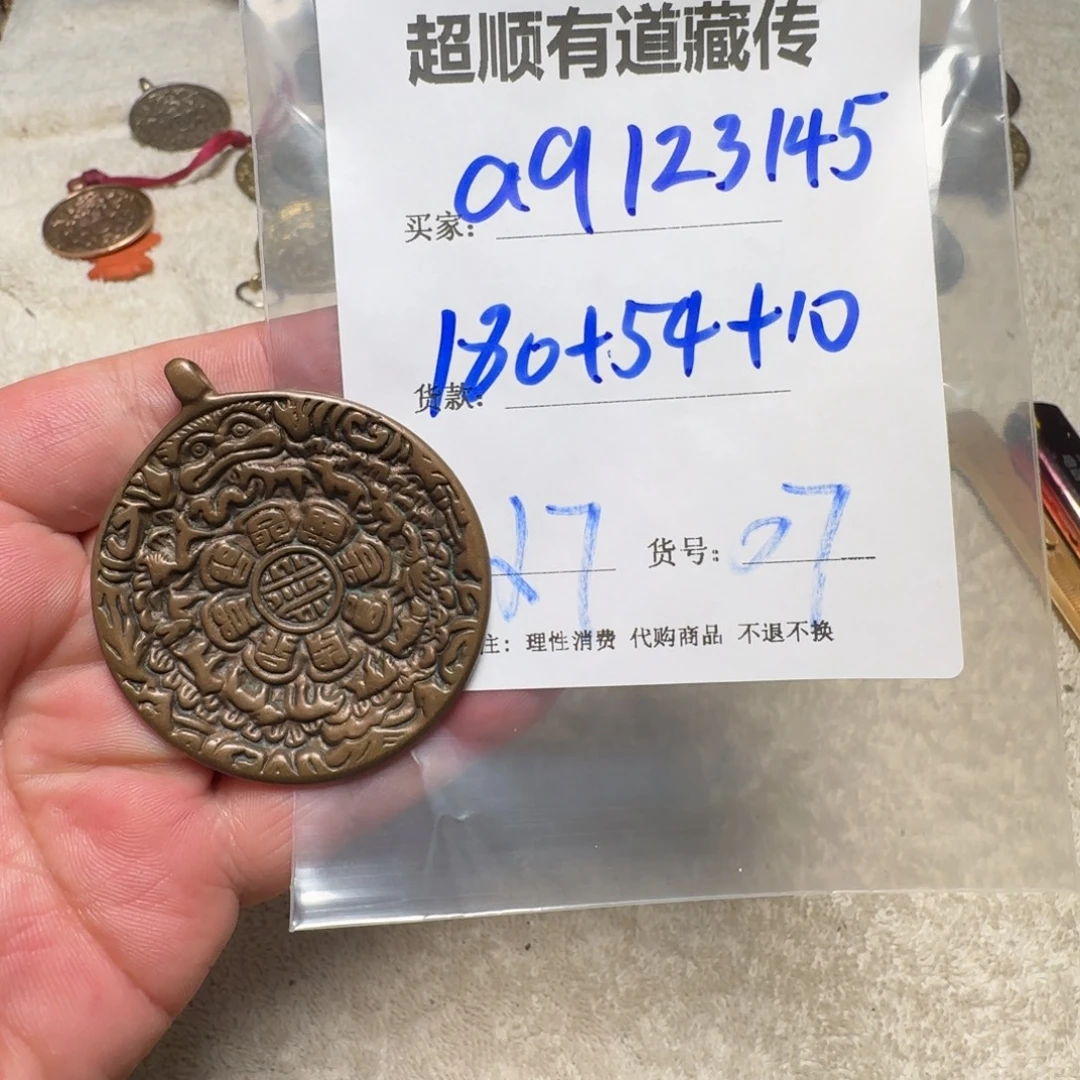 超顺有道藏传
买家: a9123145
货款: 180+54+10
27 货号: 27
注: 理性消费 代购商品 不退不换